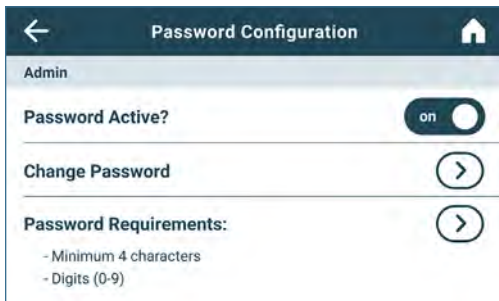 Password Configuration
Admin
Password Active?
on
Change Password
Password Requirements:
- Minimum 4 characters
- Digits (0-9)